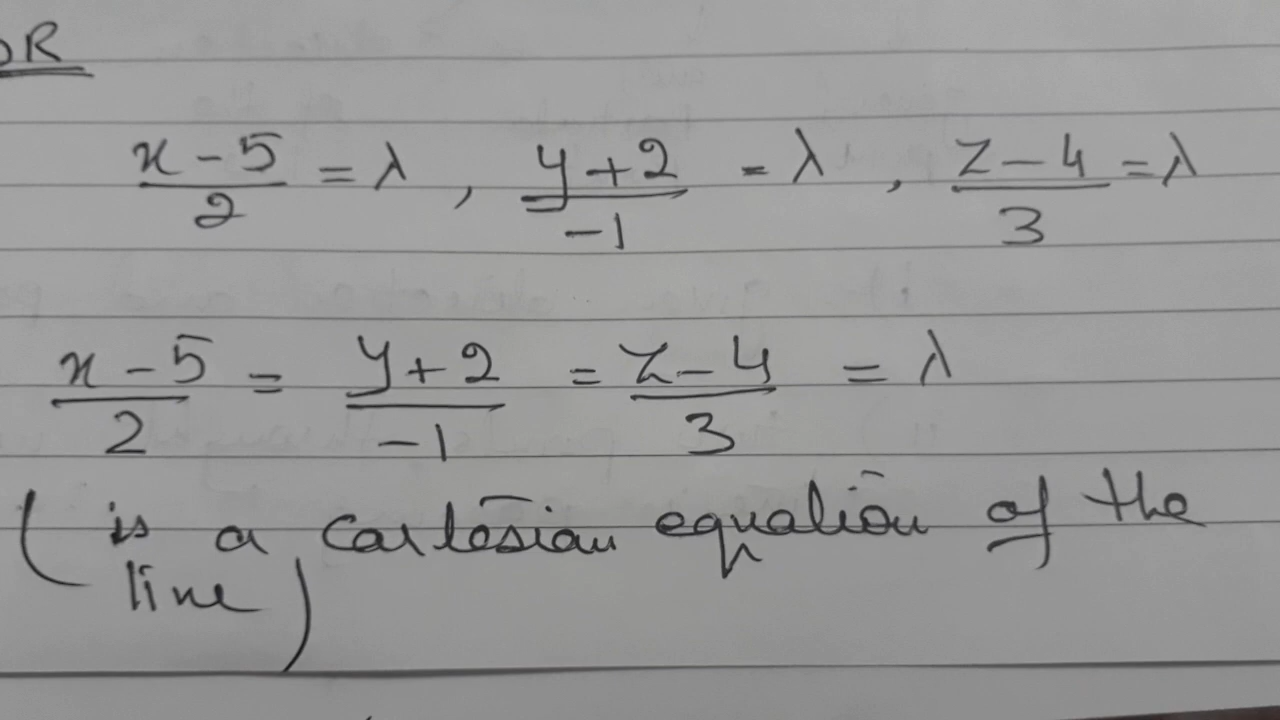 OR
x-5/2 = λ , y+2/-1 = λ , z-4/3 = λ
x-5/2 = y+2/-1 = z-4/3 = λ
( is a cartesian equation of the
line)